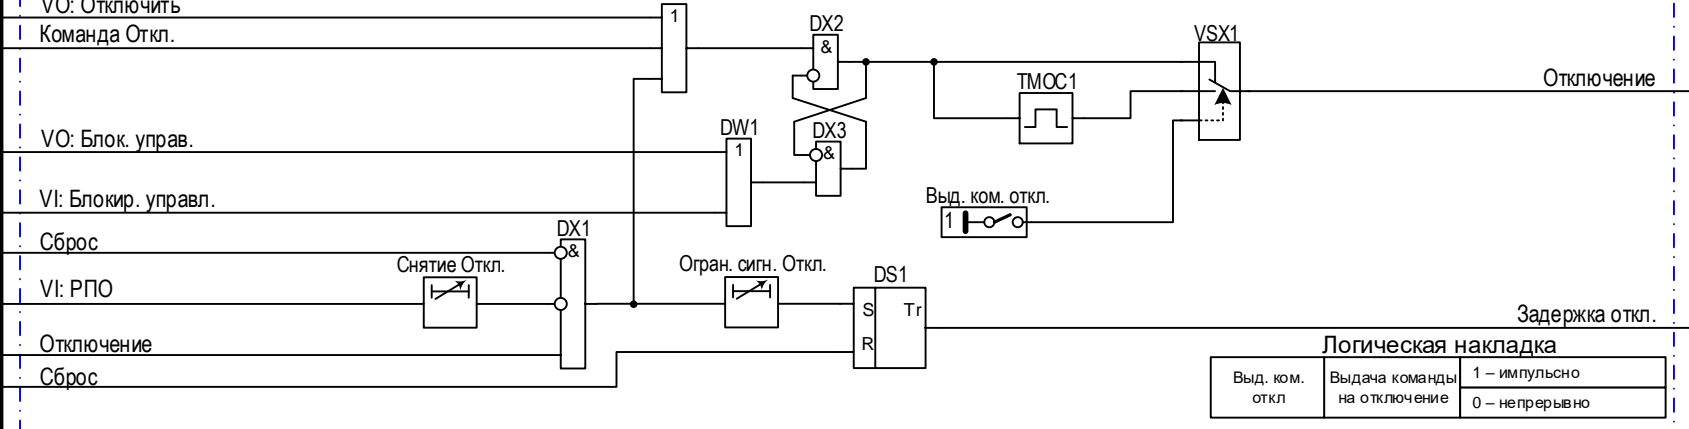 VO: Отключить
1
DX2
VSX1
Команда Откл.
&
TMOC1
Отключение
DW1
DX3
VO: Блок. управ.
1
&
VI: Блокир. управл.
Выд. ком. откл.
1
DX1
Сброс
&
Снятие Откл.
Огран. сигн. Откл.
DS1
VI: РПО
S
Tr
Задержка откл.
Отключение
R
Логическая накладка
Сброс
Выд. ком. откл
Выдача команды на отключение
1 – импульсно
0 – непрерывно